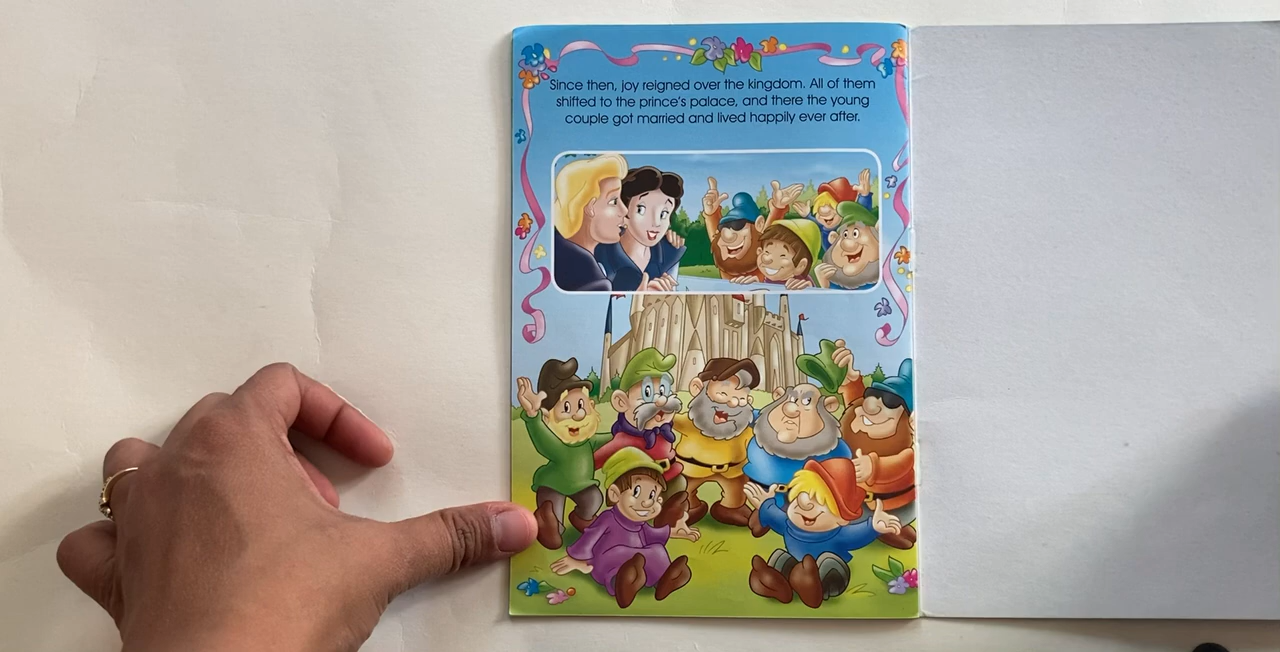 Since then, joy reigned over the kingdom. All of them
shifted to the prince's palace, and there the young
couple got married and lived happily ever after.